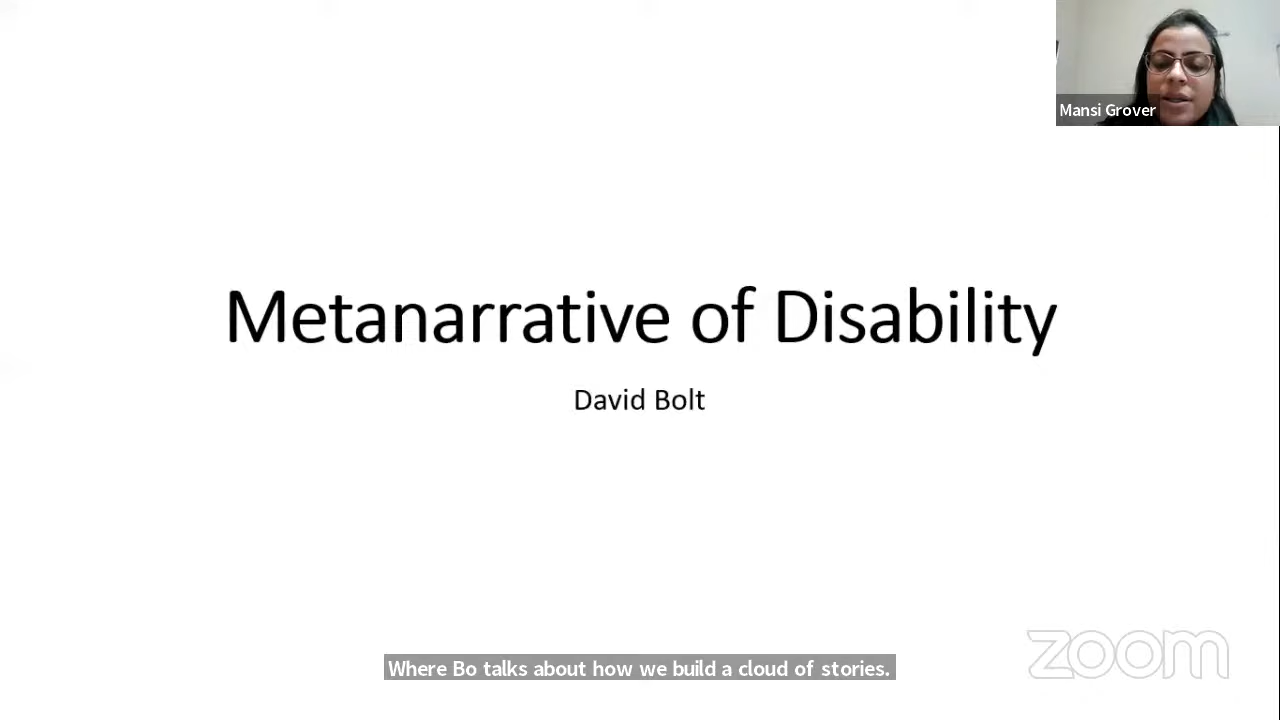 Mansi Grover
Metanarrative of Disability
David Bolt
Where Bo talks about how we build a cloud of stories.
zoom